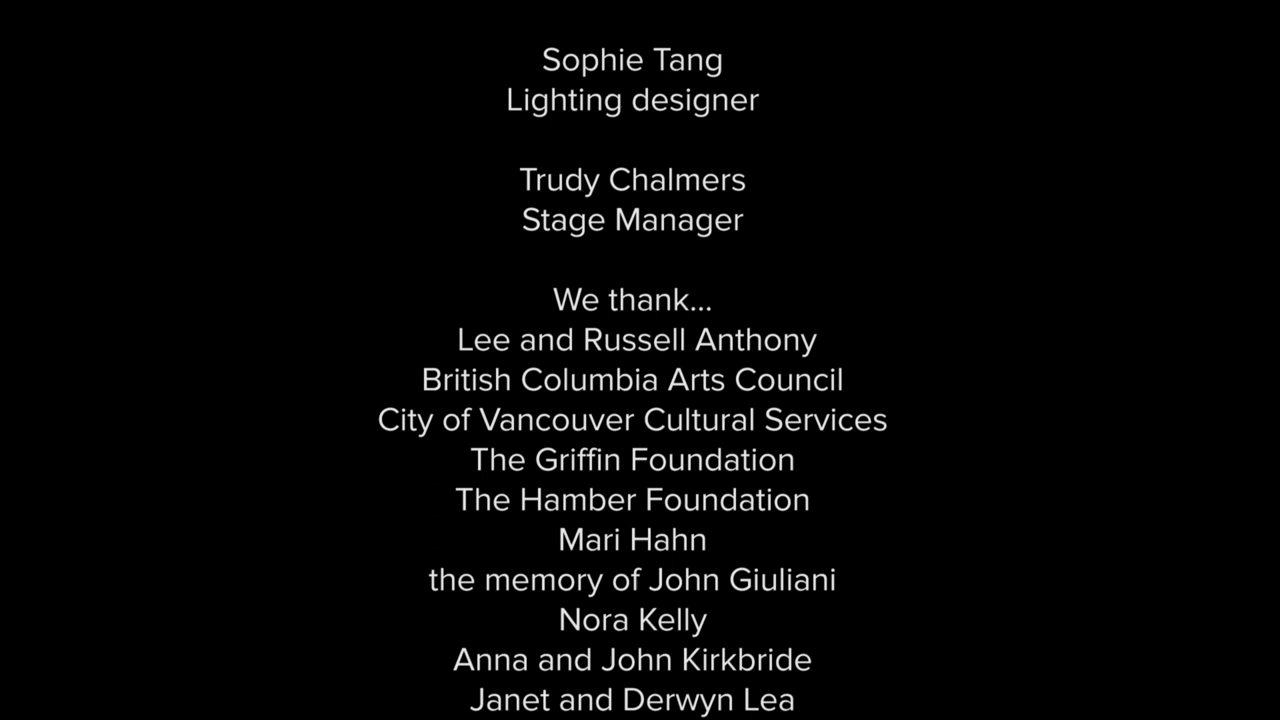 Sophie Tang
Lighting designer
Trudy Chalmers
Stage Manager
We thank...
Lee and Russell Anthony
British Columbia Arts Council
City of Vancouver Cultural Services
The Griffin Foundation
The Hamber Foundation
Mari Hahn
the memory of John Giuliani
Nora Kelly
Anna and John Kirkbride
Janet and Derwyn Lea